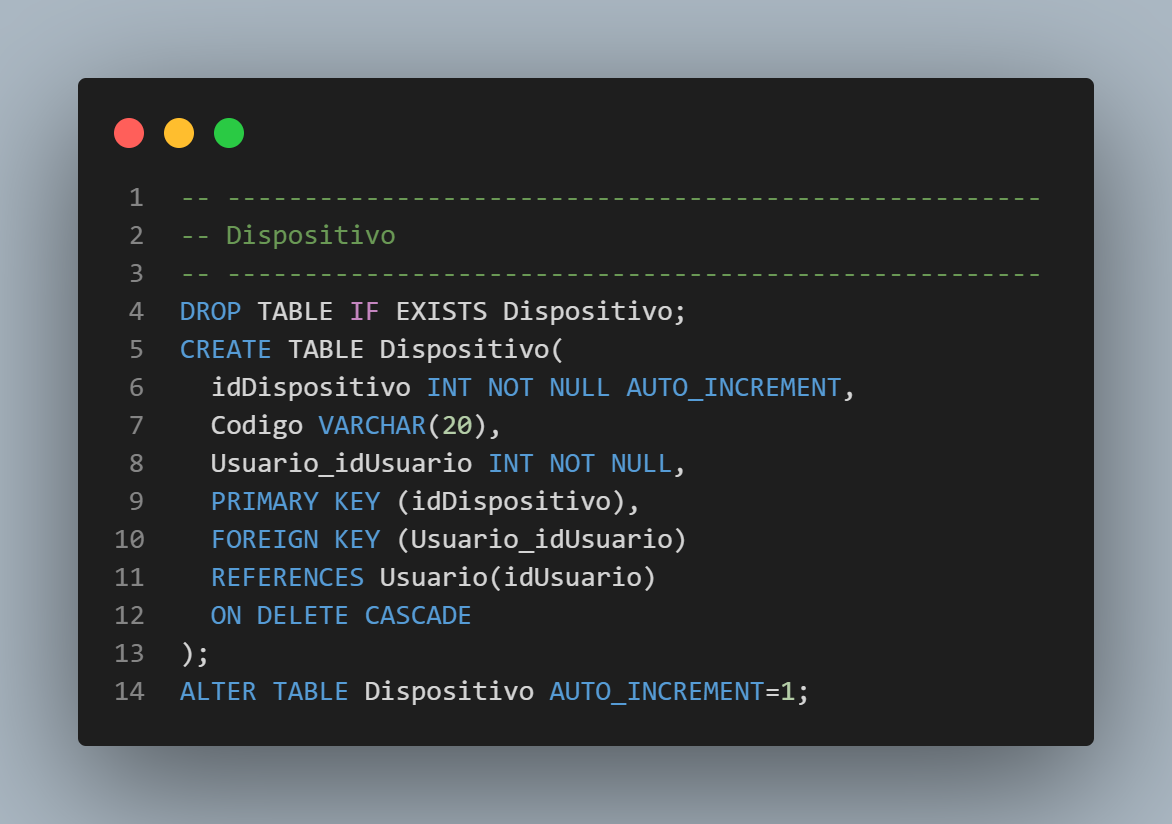 1 -- -----------------------------------------------------
2 -- Dispositivo
3 -- -----------------------------------------------------
4 DROP TABLE IF EXISTS Dispositivo;
5 CREATE TABLE Dispositivo(
6   idDispositivo INT NOT NULL AUTO_INCREMENT,
7   Codigo VARCHAR(20),
8   Usuario_idUsuario INT NOT NULL,
9   PRIMARY KEY (idDispositivo),
10   FOREIGN KEY (Usuario_idUsuario)
11   REFERENCES Usuario(idUsuario)
12   ON DELETE CASCADE
13 );
14 ALTER TABLE Dispositivo AUTO_INCREMENT=1;